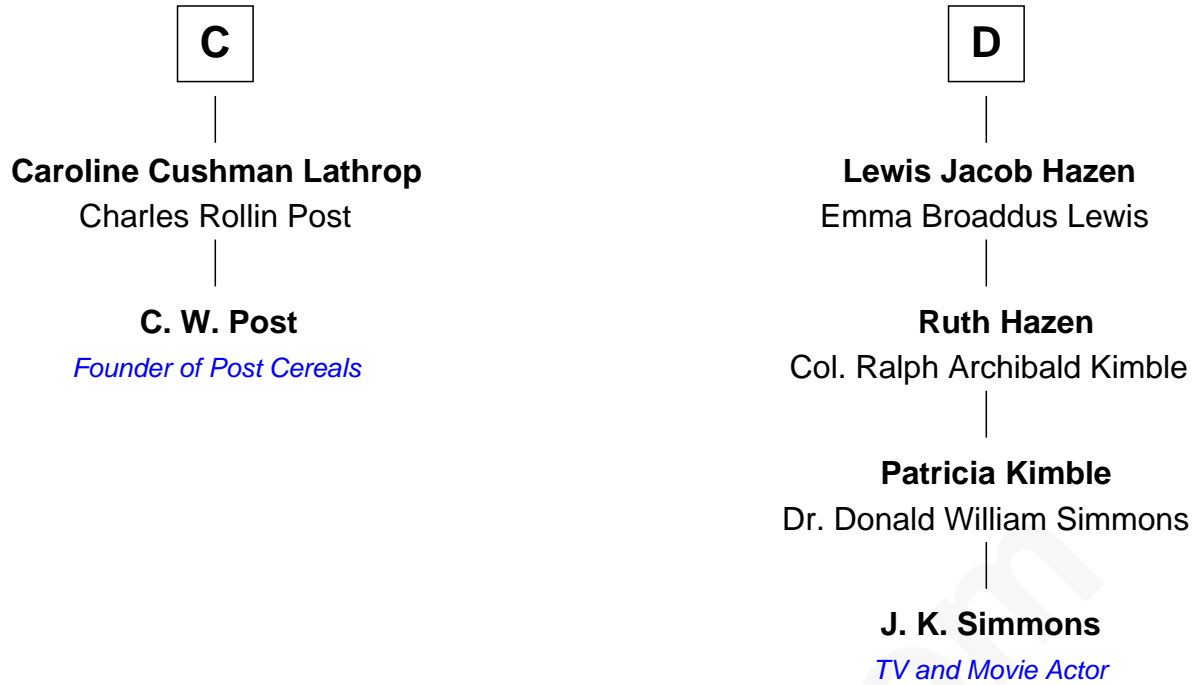 C
Caroline Cushman Lathrop
Charles Rollin Post
C. W. Post
Founder of Post Cereals
D
Lewis Jacob Hazen
Emma Broaddus Lewis
Ruth Hazen
Col. Ralph Archibald Kimble
Patricia Kimble
Dr. Donald William Simmons
J. K. Simmons
TV and Movie Actor